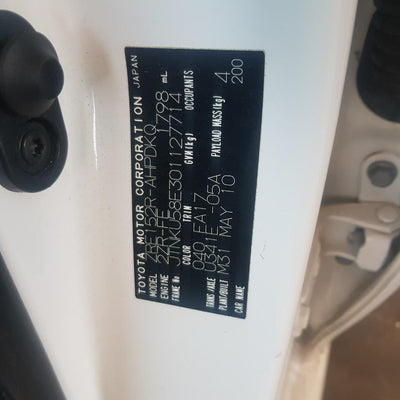 TOYOTA MOTOR CORPORATION JAPAN
MODEL ZRE152R-AHPDKQ
ENGINE 2ZR-FE 1798 mL
FRAME No JTNKU58E301127714
COLOR TRIM GVM(kg) OCCUPANTS 4
040 EA17 PAYLOAD MASS(kg) 200
TRANS/AXLE U341E -05A
PLANT/BUILT M31 MAY 10
CAR NAME